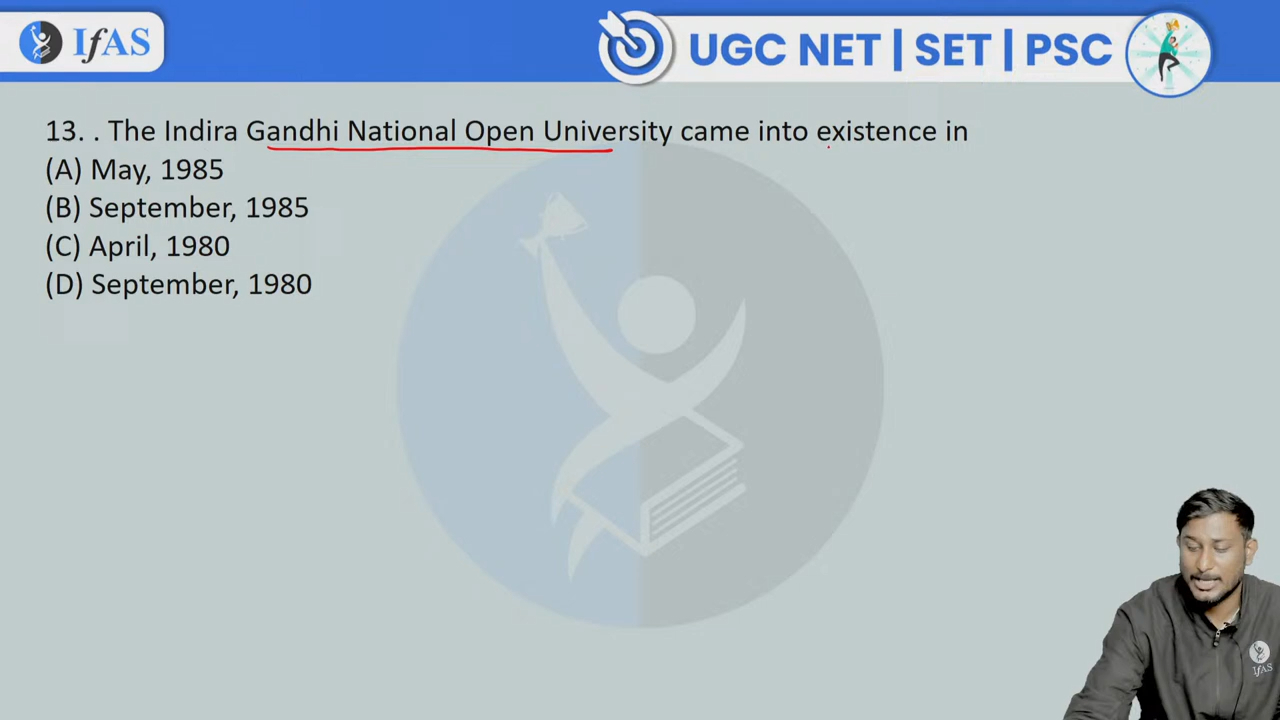 IfAS
UGC NET | SET | PSC
13. . The Indira Gandhi National Open University came into existence in
(A) May, 1985
(B) September, 1985
(C) April, 1980
(D) September, 1980
IfAS